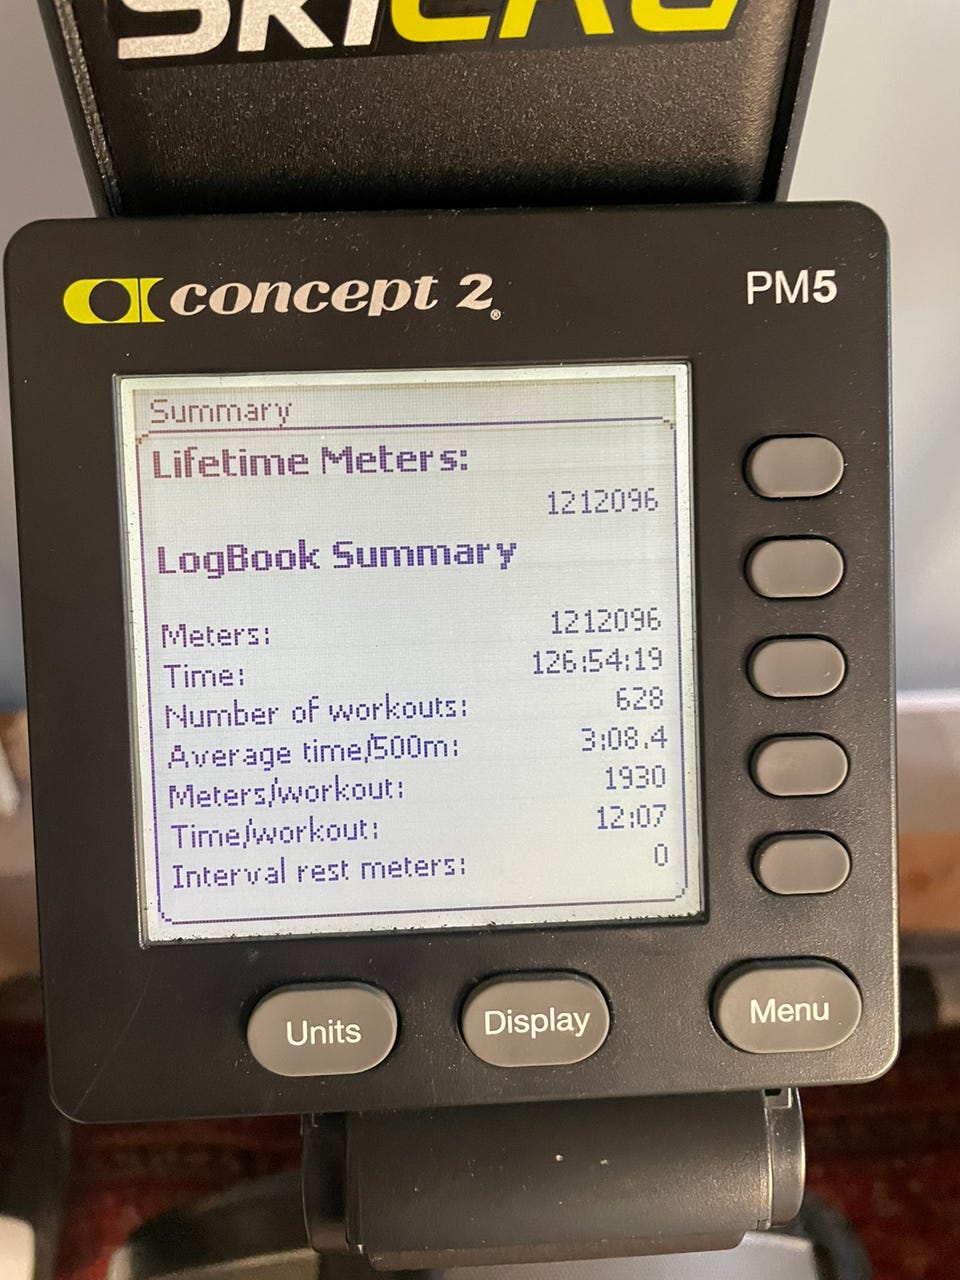 SKIERG
concept 2®
PM5
Summary
Lifetime Meters:
1212096
LogBook Summary
Meters: 1212096
Time: 126:54:19
Number of workouts: 628
Average time/500m: 3:08.4
Meters/workout: 1930
Time/workout: 12:07
Interval rest meters: 0
Units
Display
Menu